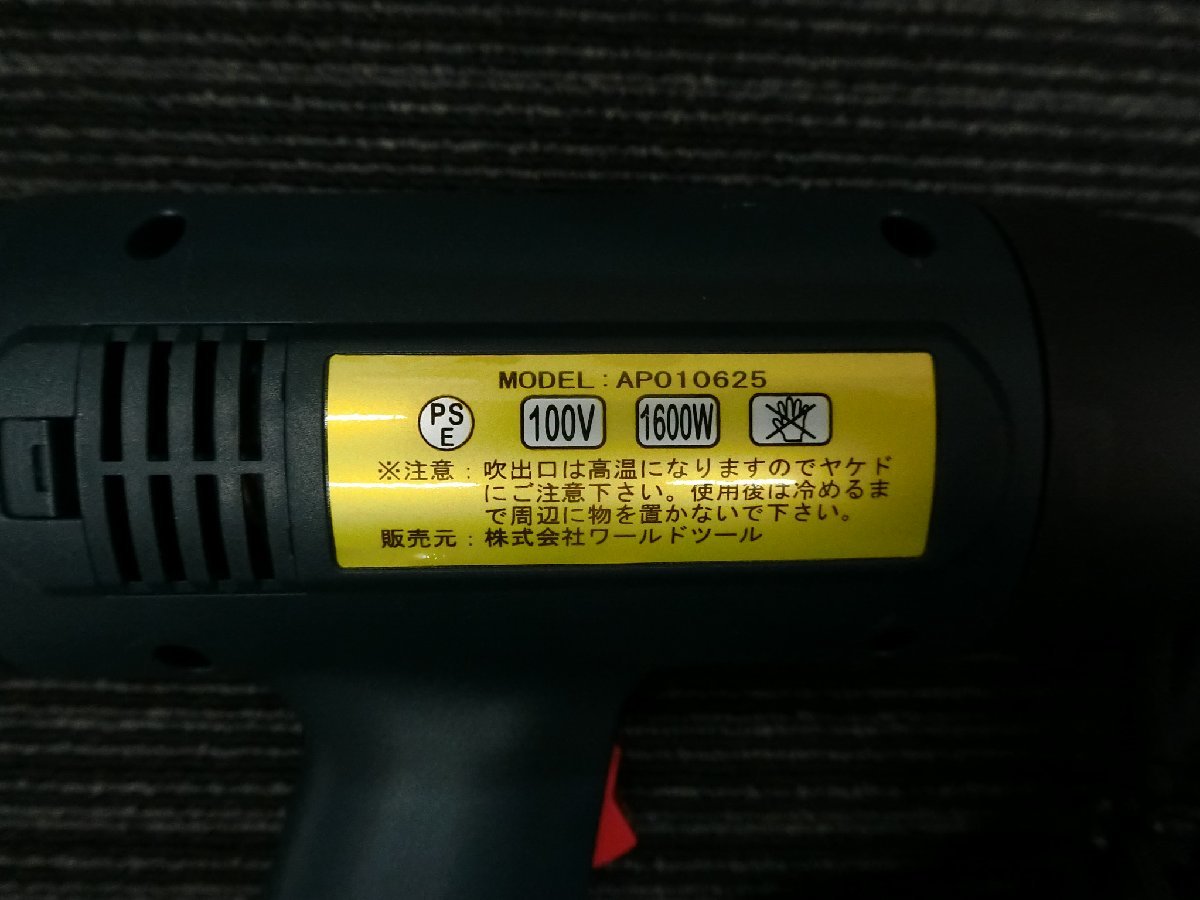 MODEL : AP010625
PS E 100V 1600W
※注意 : 吹出口は高温になりますのでヤケド
にご注意下さい。使用後は冷めるま
で周辺に物を置かないで下さい。
販売元 : 株式会社ワールドツール